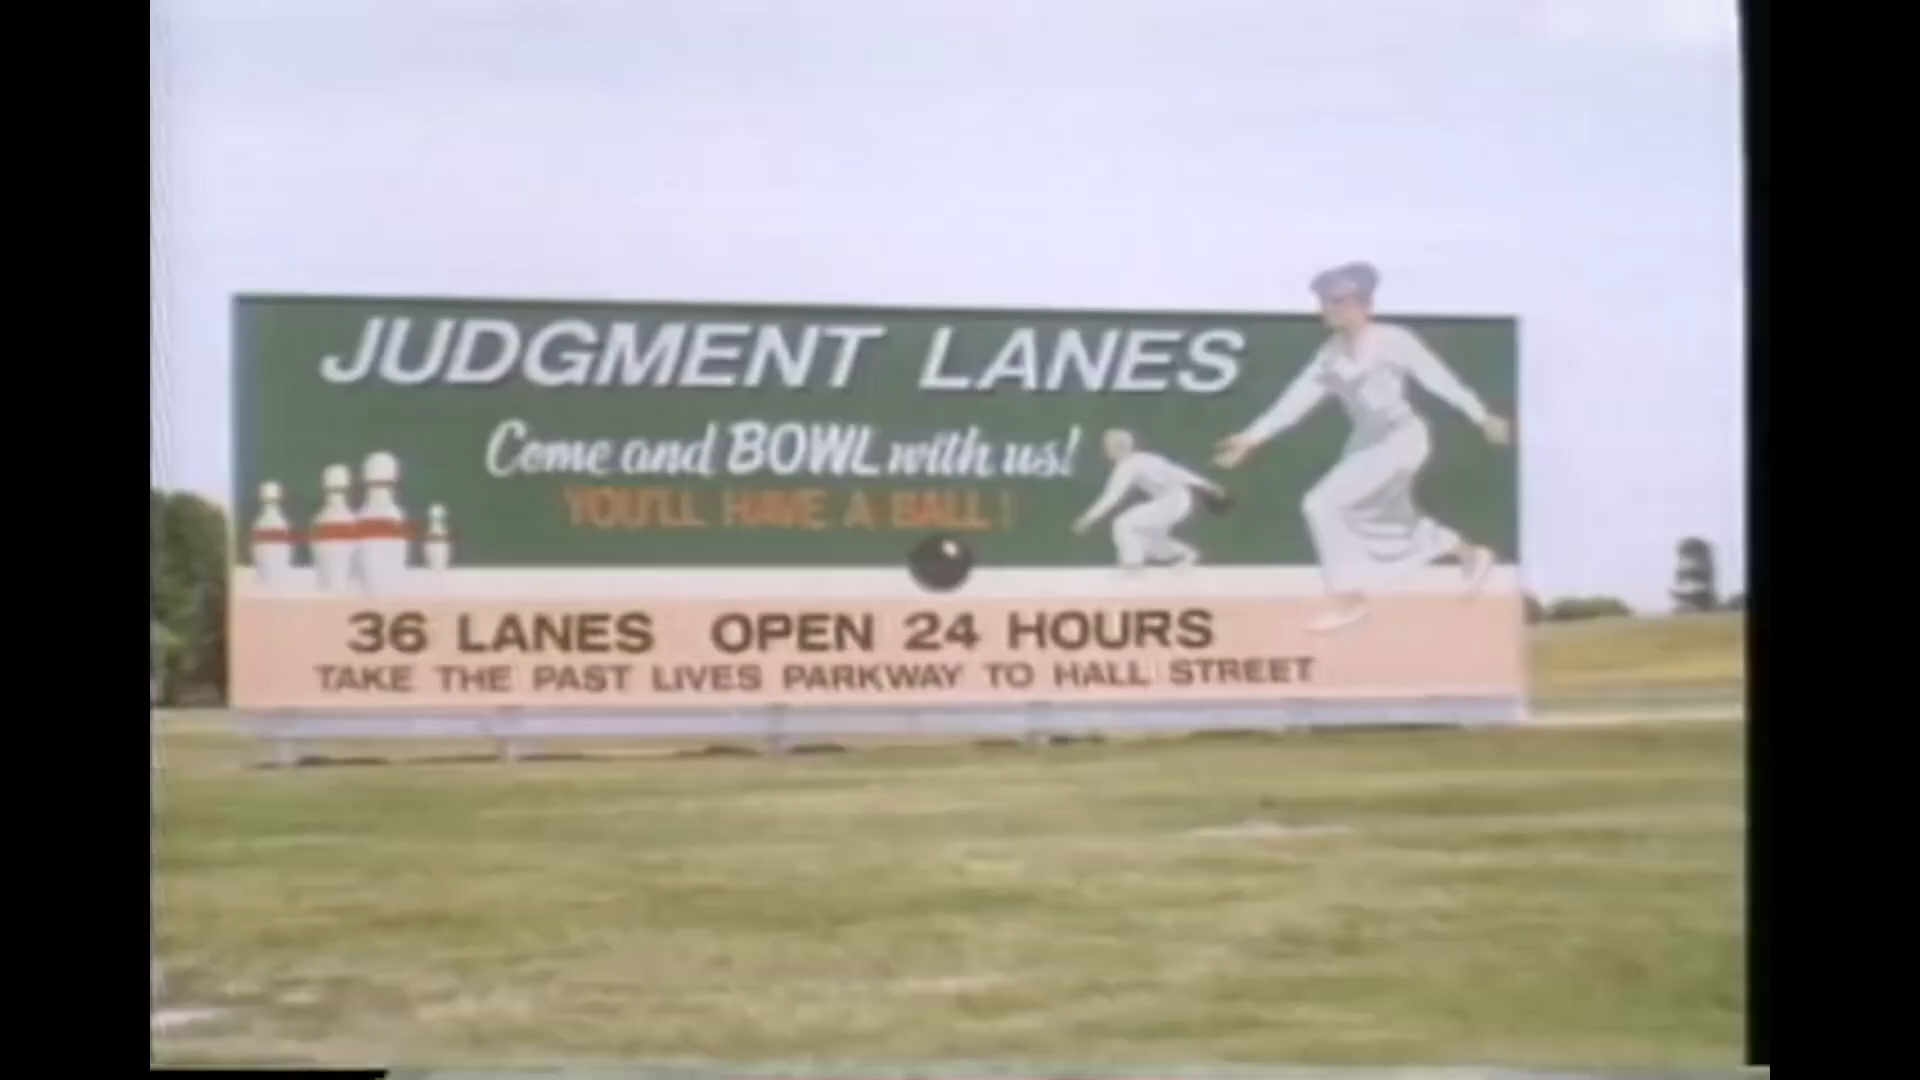 JUDGMENT LANES
Come and BOWL with us!
YOU'LL HAVE A BALL!
36 LANES OPEN 24 HOURS
TAKE THE PAST LIVES PARKWAY TO HALL STREET